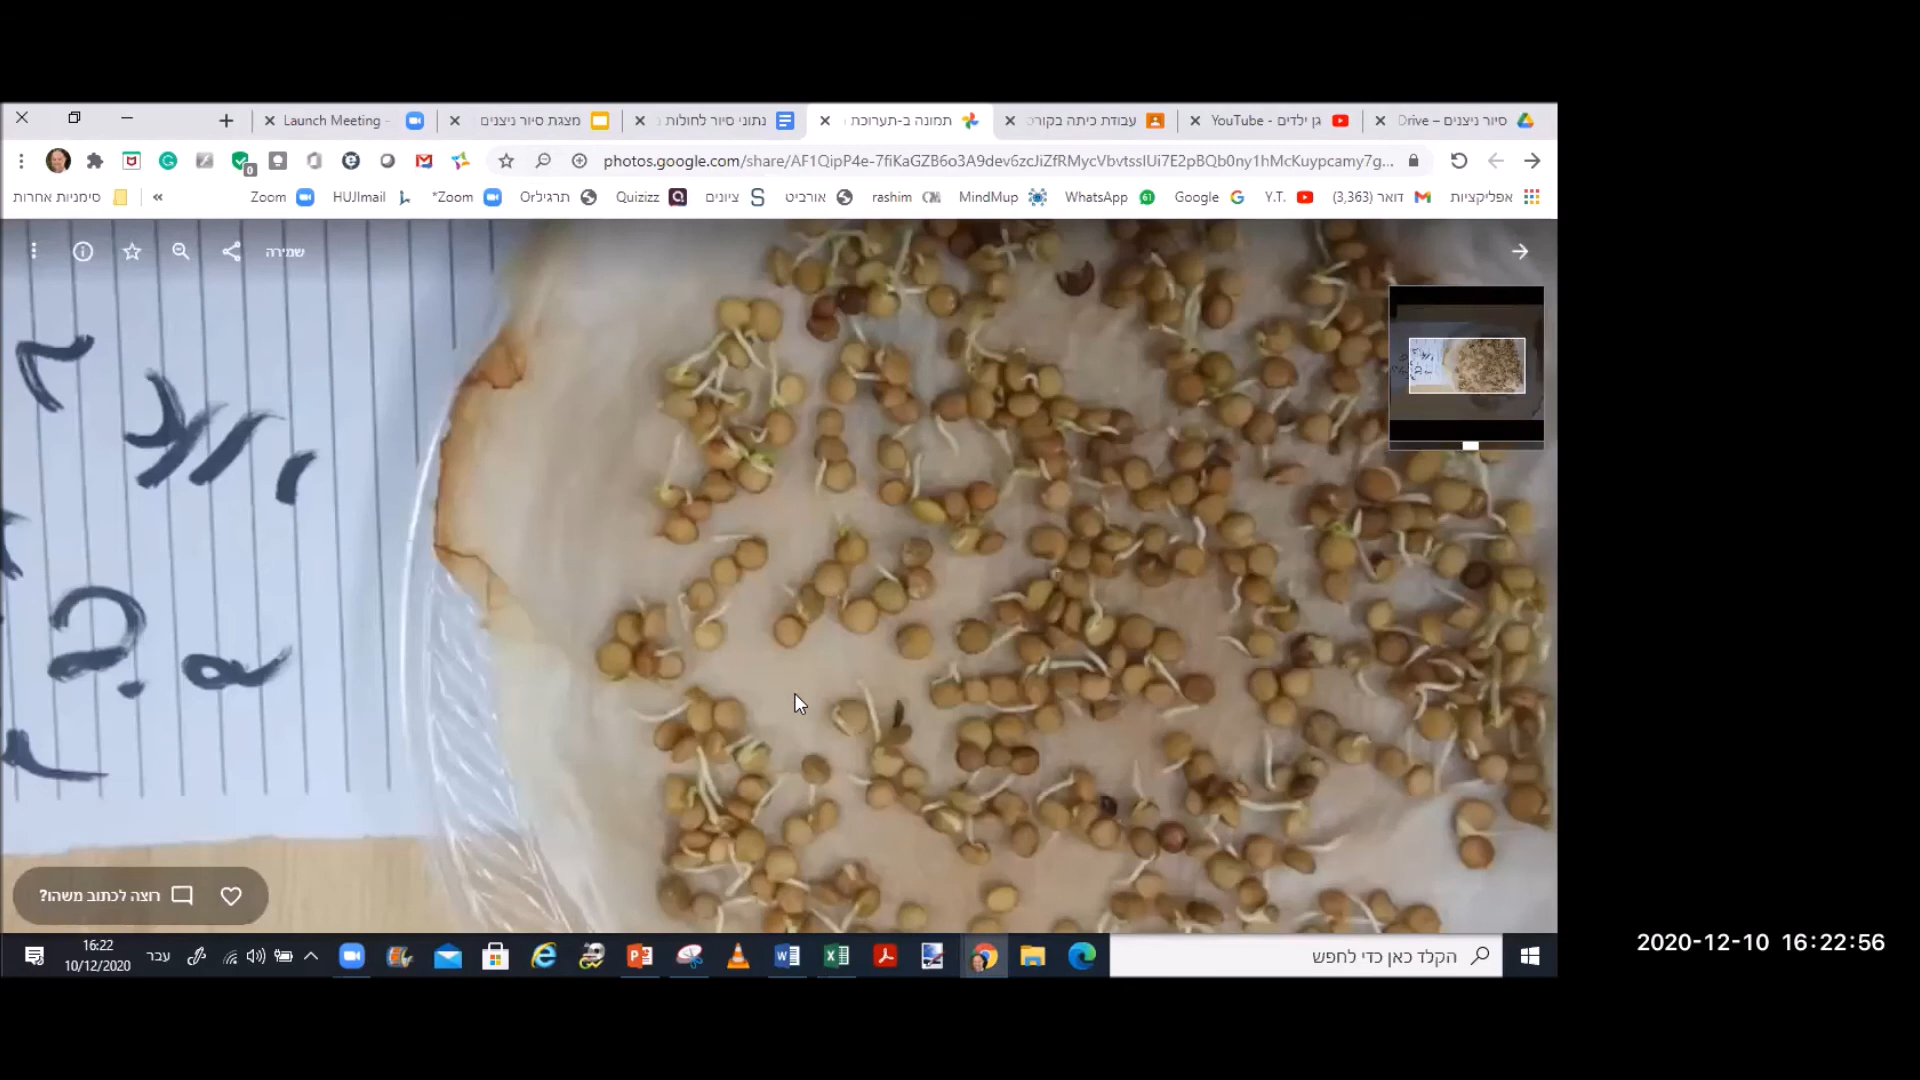 סיור ניצנים – Drive
גן ילדים - YouTube
עבודת כיתה בקורס
תמונה ב-תערוכת
נתוני סיור לחולות נ
מצגת סיור ניצנים
Launch Meeting -
photos.google.com/share/AF1QipP4e-7fiKaGZB6o3A9dev6zcJiZfRMycVbvtssIUi7E2pBQb0ny1hMcKuypcamy7g...
אפליקציות
דואר (3,363)
Y.T.
Google
WhatsApp
MindMup
rashim
אורביט
ציונים
Quizizz
תרגילורן
*Zoom
HUJImail
Zoom
»
סימניות אחרות
שמירה
רוצה לכתוב משהו?
הקלד כאן כדי לחפש
עבר
16:22
10/12/2020
2020-12-10 16:22:56